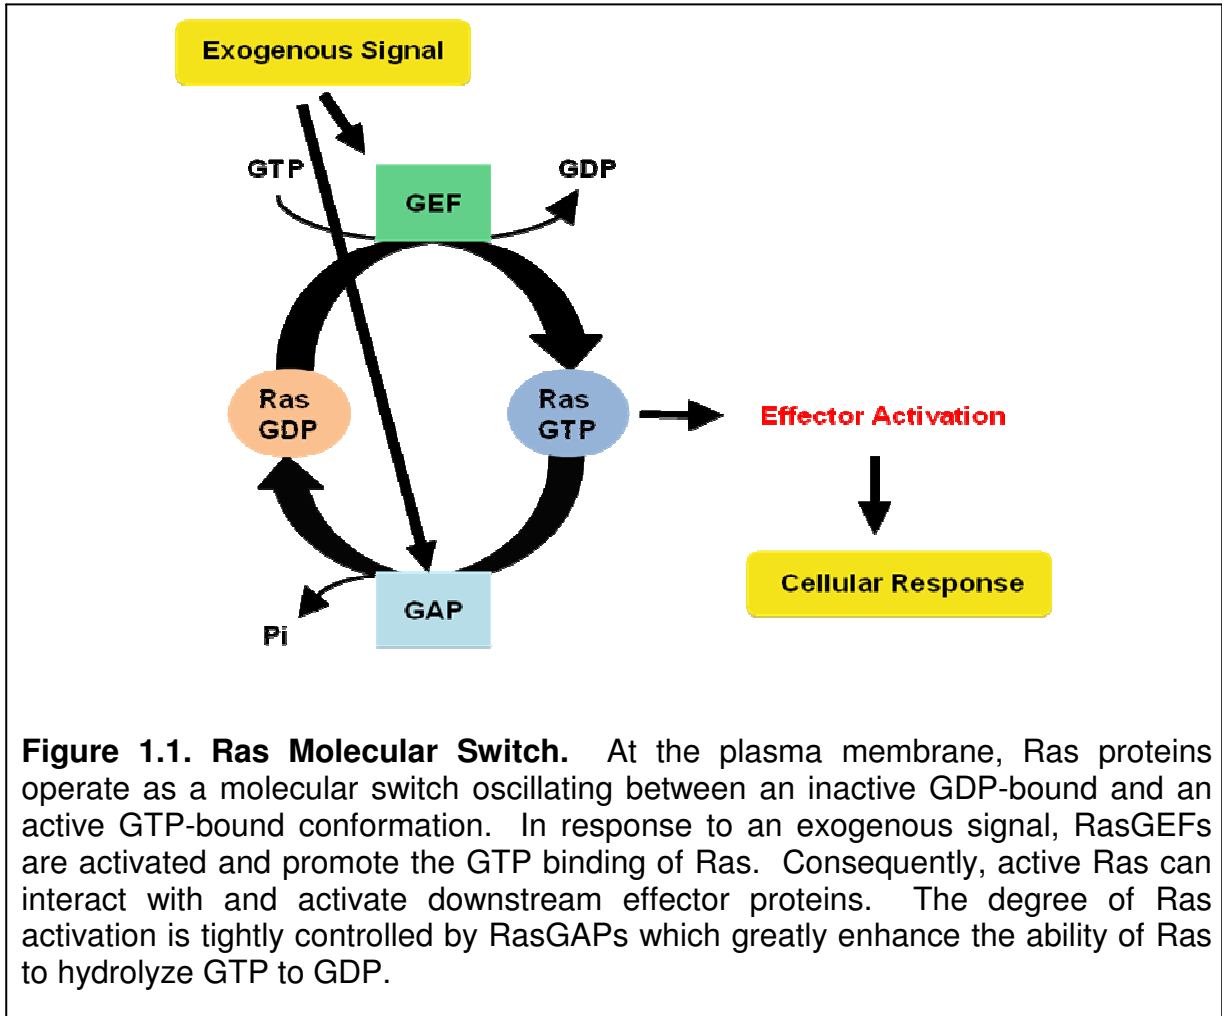 Exogenous Signal
GTP
GDP
GEF
Ras
GDP
Ras
GTP
Effector Activation
Cellular Response
GAP
Pi
Figure 1.1. Ras Molecular Switch. At the plasma membrane, Ras proteins
operate as a molecular switch oscillating between an inactive GDP-bound and an
active GTP-bound conformation. In response to an exogenous signal, RasGEFs
are activated and promote the GTP binding of Ras. Consequently, active Ras can
interact with and activate downstream effector proteins. The degree of Ras
activation is tightly controlled by RasGAPs which greatly enhance the ability of Ras
to hydrolyze GTP to GDP.